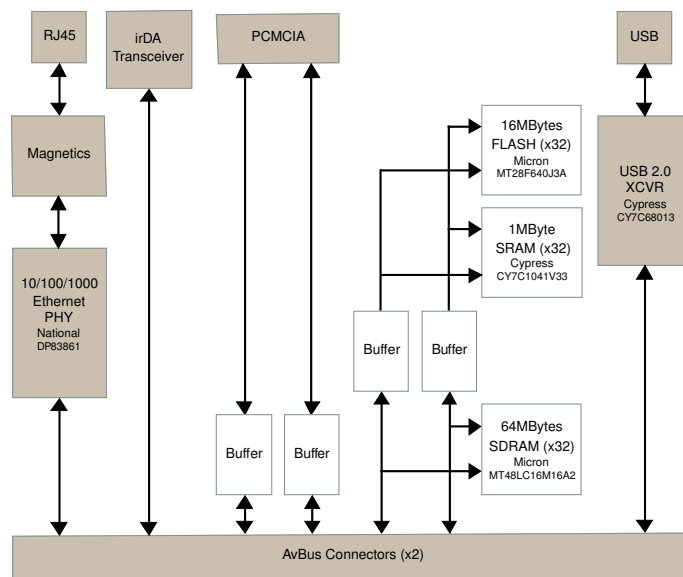 RJ45
irDA
Transceiver
PCMCIA
USB
Magnetics
16MBytes
FLASH (x32)
Micron
MT28F640J3A
USB 2.0
XCVR
Cypress
CY7C68013
1MByte
SRAM (x32)
Cypress
CY7C1041V33
10/100/1000
Ethernet
PHY
National
DP83861
Buffer
Buffer
Buffer
Buffer
64MBytes
SDRAM (x32)
Micron
MT48LC16M16A2
AvBus Connectors (x2)